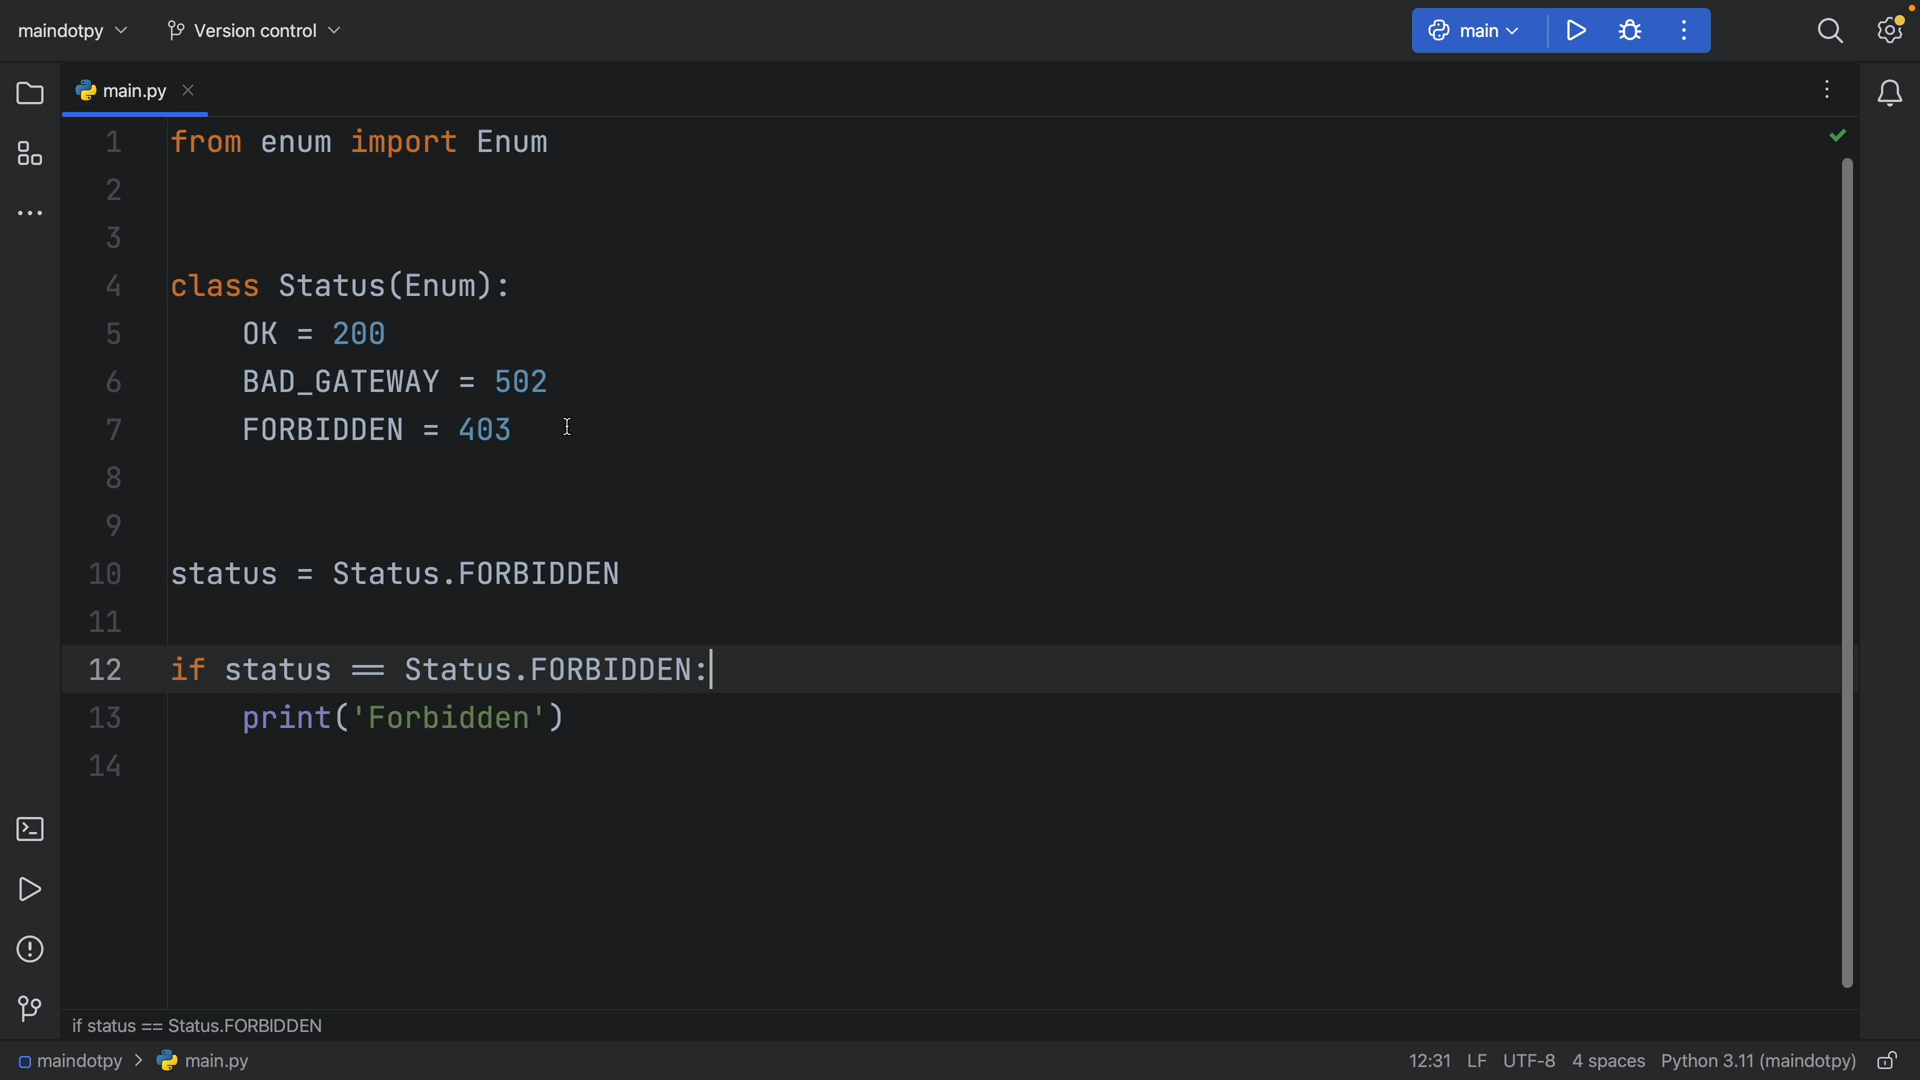 maindotpy
Version control
main
main.py
1 from enum import Enum
2
3
4 class Status(Enum):
5 OK = 200
6 BAD_GATEWAY = 502
7 FORBIDDEN = 403
8
9
10 status = Status.FORBIDDEN
11
12 if status == Status.FORBIDDEN:
13 print('Forbidden')
14
if status == Status.FORBIDDEN
maindotpy > main.py
12:31 LF UTF-8 4 spaces Python 3.11 (maindotpy)